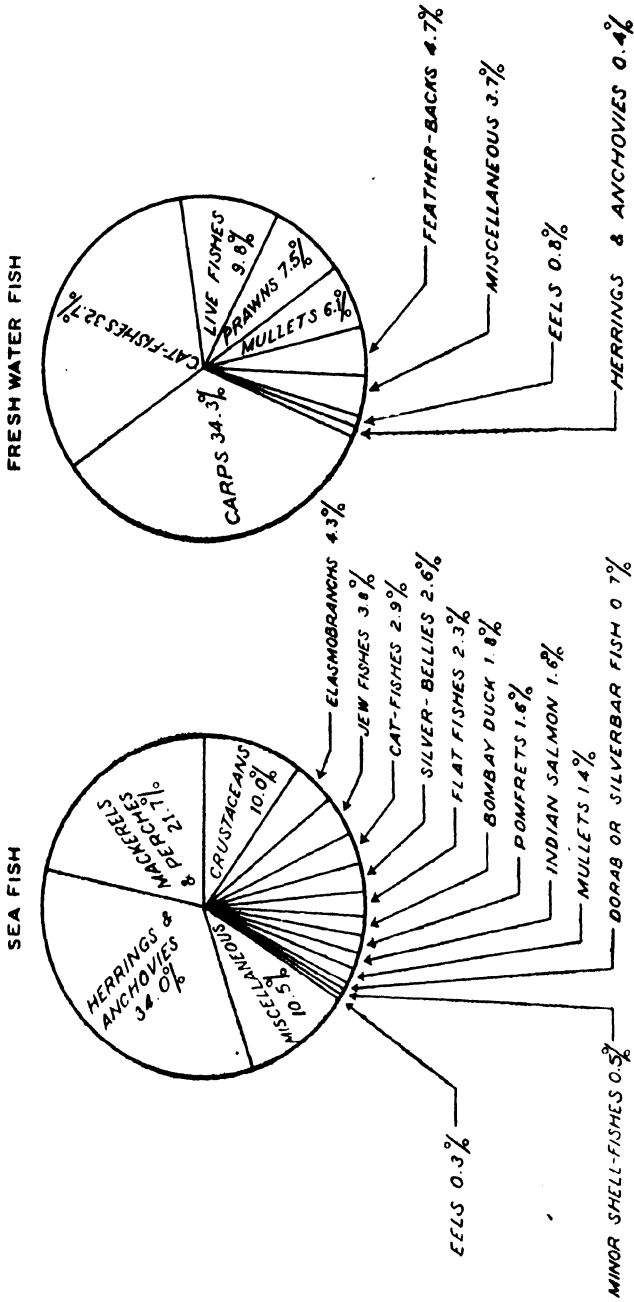 SEA FISH
HERRINGS &
ANCHOVIES
34.0%
MACKERELS
& PERCHES
21.7%
CRUSTACEANS
10.0%
MISCELLANEOUS
10.5%
ELASMOBRANCHS 4.3%
JEW FISHES 3.8%
CAT-FISHES 2.9%
SILVER-BELLIES 2.6%
FLAT FISHES 2.3%
BOMBAY DUCK 1.8%
POMFRETS 1.6%
INDIAN SALMON 1.6%
MULLETS 1.4%
DORAB OR SILVERBAR FISH 0 7%
MINOR SHELL-FISHES 0.5%
EELS 0.3%
FRESH WATER FISH
CARPS 34.3%
CAT-FISHES 32.7%
LIVE FISHES
9.8%
PRAWNS 7.5%
MULLETS 6.1%
FEATHER-BACKS 4.7%
MISCELLANEOUS 3.7%
EELS 0.8%
HERRINGS & ANCHOVIES 0.4%